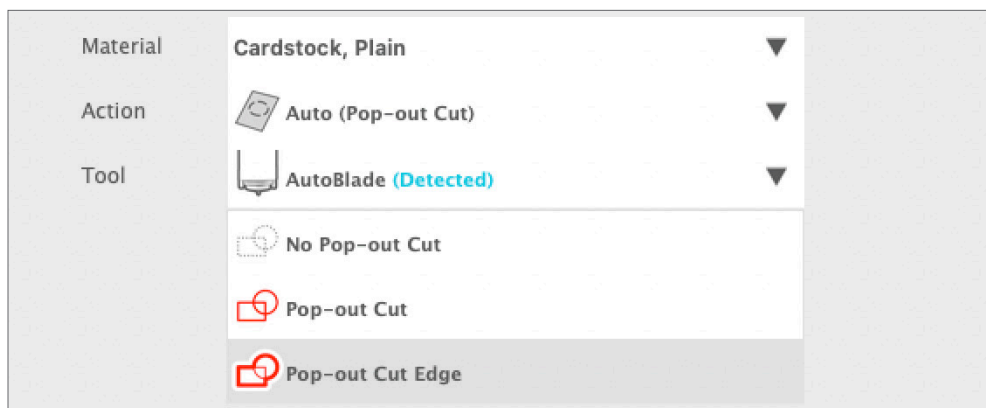 Material Cardstock, Plain
Action Auto (Pop-out Cut)
Tool AutoBlade (Detected)
No Pop-out Cut
Pop-out Cut
Pop-out Cut Edge